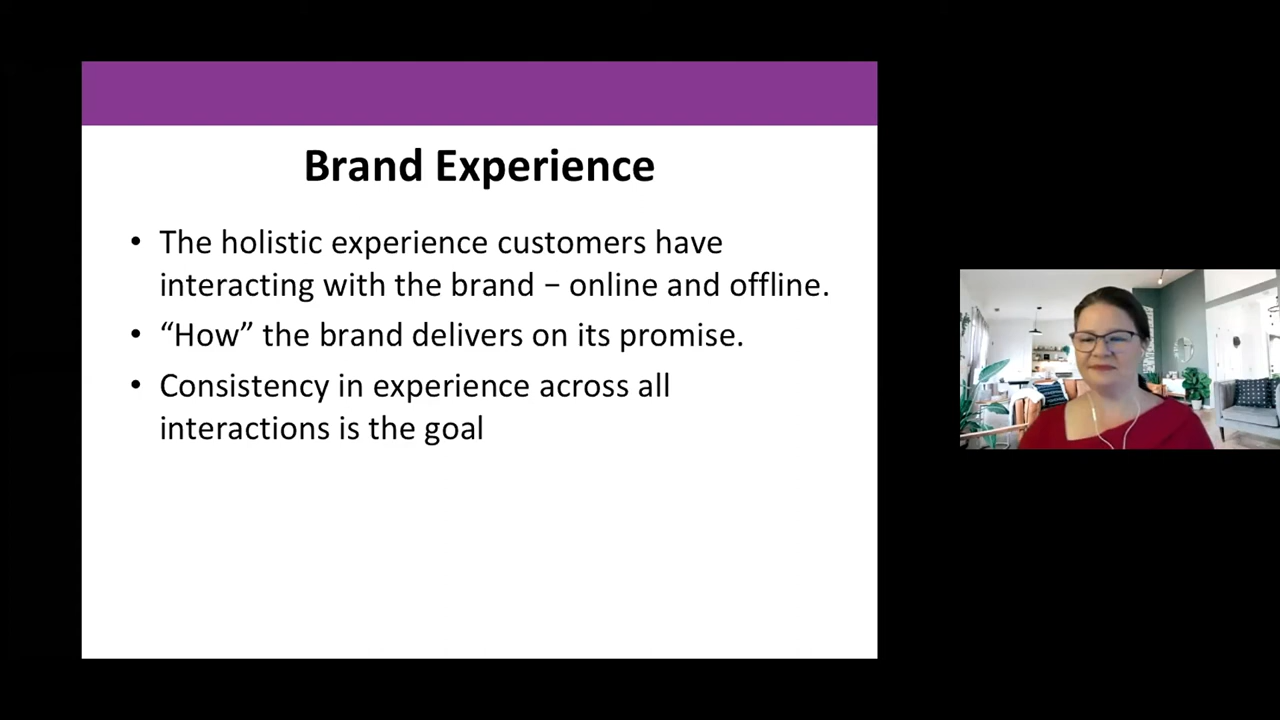 Brand Experience
• The holistic experience customers have
interacting with the brand – online and offline.
• “How” the brand delivers on its promise.
• Consistency in experience across all
interactions is the goal